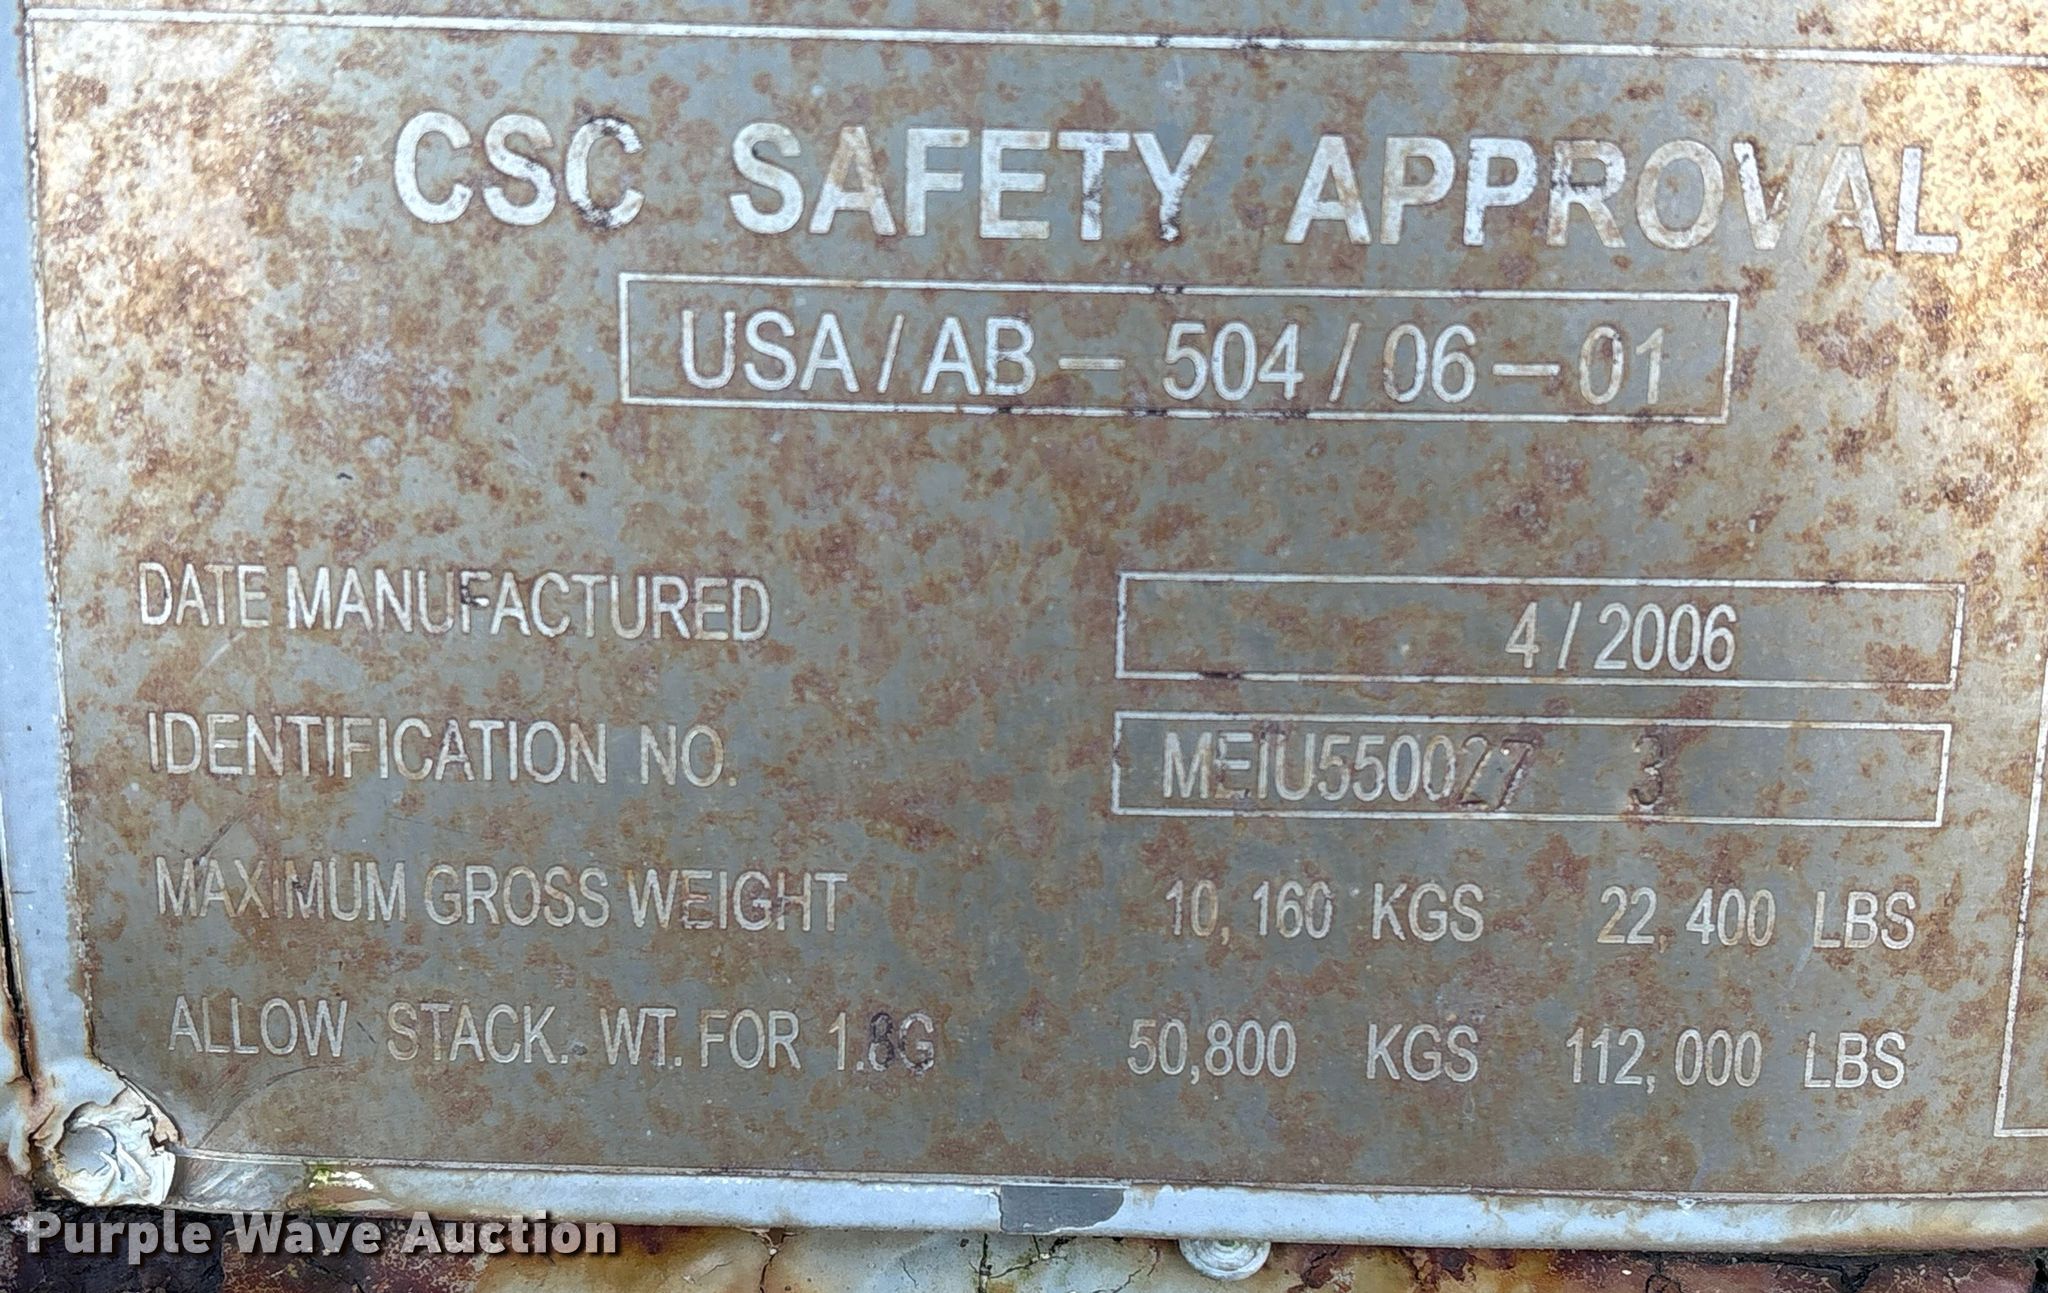 CSC SAFETY APPROVAL
USA/AB-504/06-01
DATE MANUFACTURED 4/2006
IDENTIFICATION NO. MEIU550027 3
MAXIMUM GROSS WEIGHT 10,160 KGS 22,400 LBS
ALLOW STACK. WT. FOR 1.8G 50,800 KGS 112,000 LBS
Purple Wave Auction